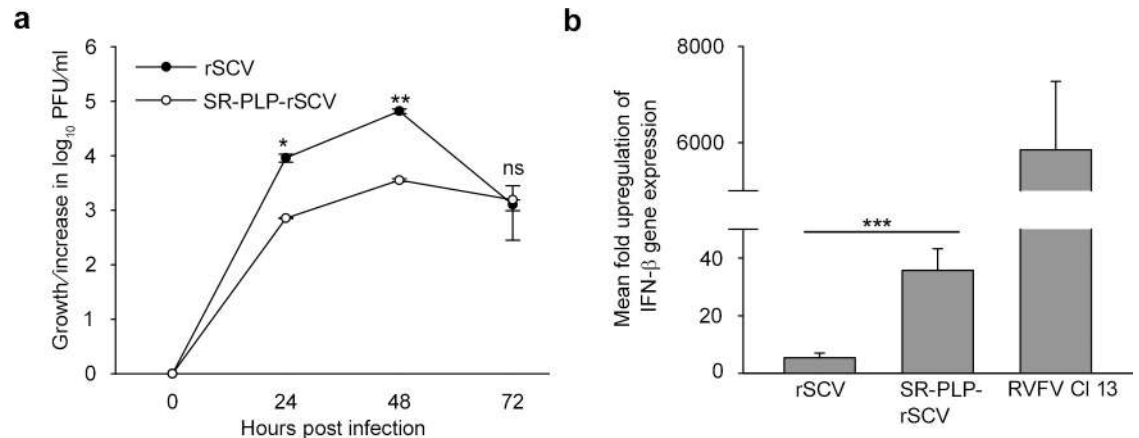 a
Growth/increase in log₁₀ PFU/ml
6
5
4
3
2
1
0
rSCV
SR-PLP-rSCV
*
**
ns
0 24 48 72
Hours post infection
b
Mean fold upregulation of
IFN-β gene expression
8000
6000
40
20
0
***
rSCV
SR-PLP-
rSCV
RVFV Cl 13